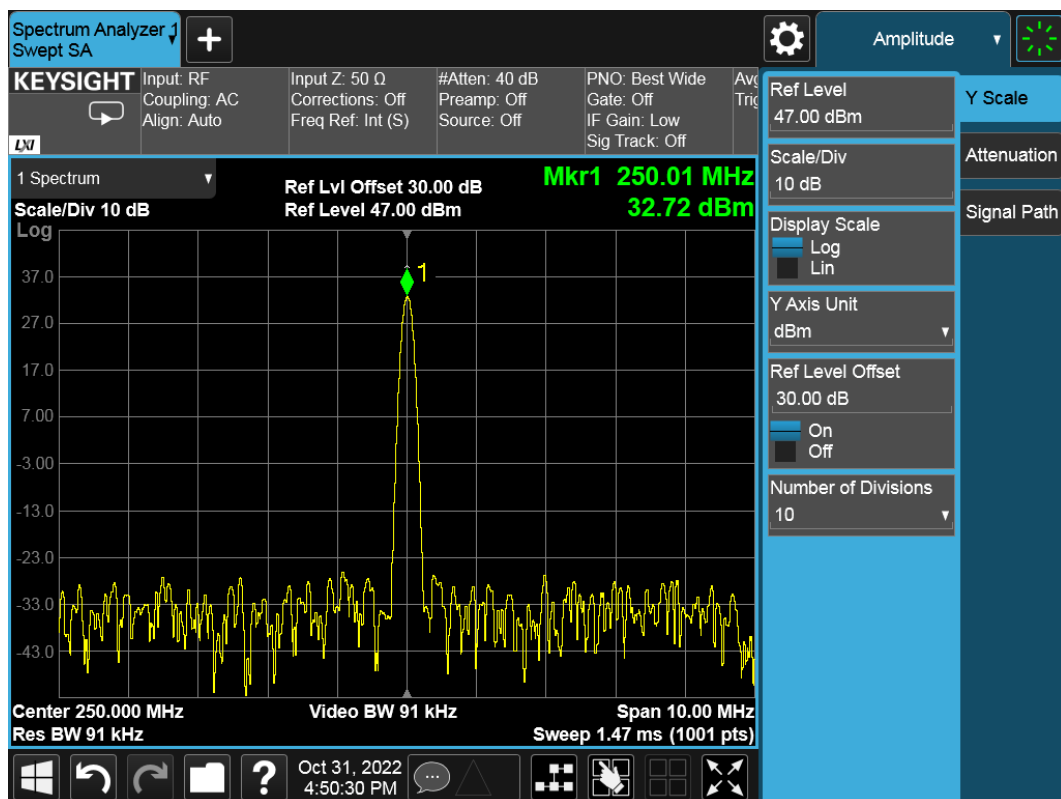 Spectrum Analyzer 1
Swept SA
Amplitude
KEYSIGHT
LXI
Input: RF
Coupling: AC
Align: Auto
Input Z: 50 Ω
Corrections: Off
Freq Ref: Int (S)
#Atten: 40 dB
Preamp: Off
Source: Off
PNO: Best Wide
Gate: Off
IF Gain: Low
Sig Track: Off
1 Spectrum
Scale/Div 10 dB
Ref Lvl Offset 30.00 dB
Ref Level 47.00 dBm
Mkr1 250.01 MHz
32.72 dBm
Log
37.0
27.0
17.0
7.00
-3.00
-13.0
-23.0
-33.0
-43.0
1
Center 250.000 MHz
Video BW 91 kHz
Span 10.00 MHz
Res BW 91 kHz
Sweep 1.47 ms (1001 pts)
Ref Level
47.00 dBm
Scale/Div
10 dB
Display Scale
Log
Lin
Y Axis Unit
dBm
Ref Level Offset
30.00 dB
On
Off
Number of Divisions
10
Y Scale
Attenuation
Signal Path
?
Oct 31, 2022
4:50:30 PM